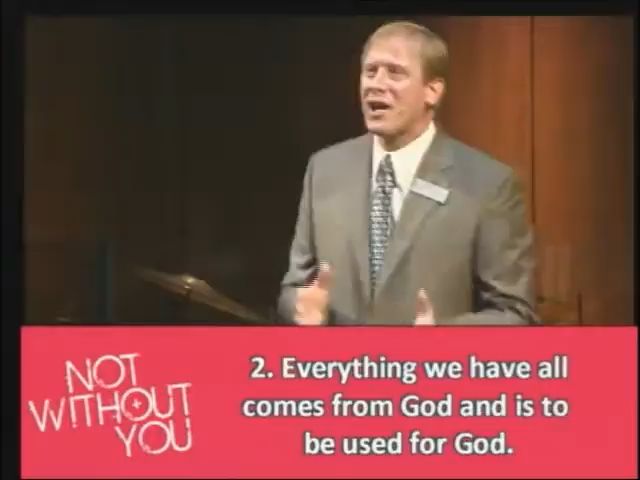 NOT
WITHOUT
YOU
2. Everything we have all
comes from God and is to
be used for God.